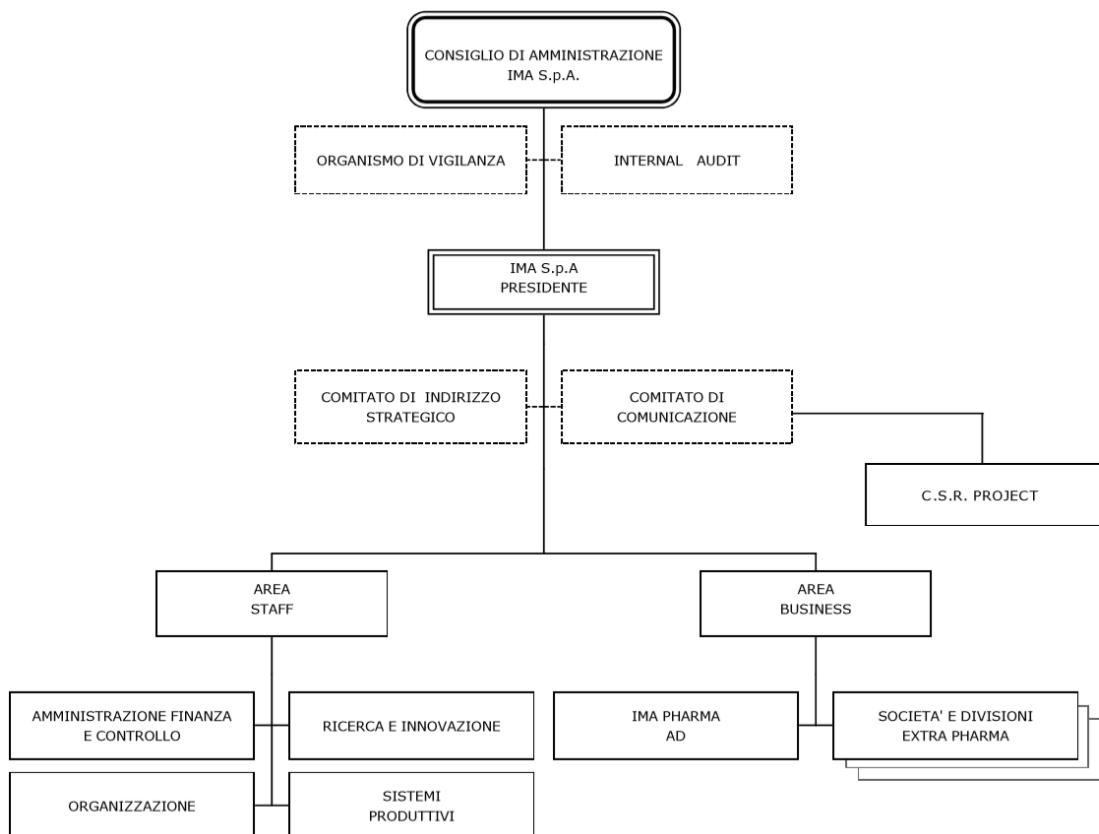 CONSIGLIO DI AMMINISTRAZIONE
IMA S.p.A.
ORGANISMO DI VIGILANZA
INTERNAL AUDIT
IMA S.p.A
PRESIDENTE
COMITATO DI INDIRIZZO
STRATEGICO
COMITATO DI
COMUNICAZIONE
C.S.R. PROJECT
AREA
STAFF
AREA
BUSINESS
AMMINISTRAZIONE FINANZA
E CONTROLLO
RICERCA E INNOVAZIONE
IMA PHARMA
AD
SOCIETA' E DIVISIONI
EXTRA PHARMA
ORGANIZZAZIONE
SISTEMI
PRODUTTIVI